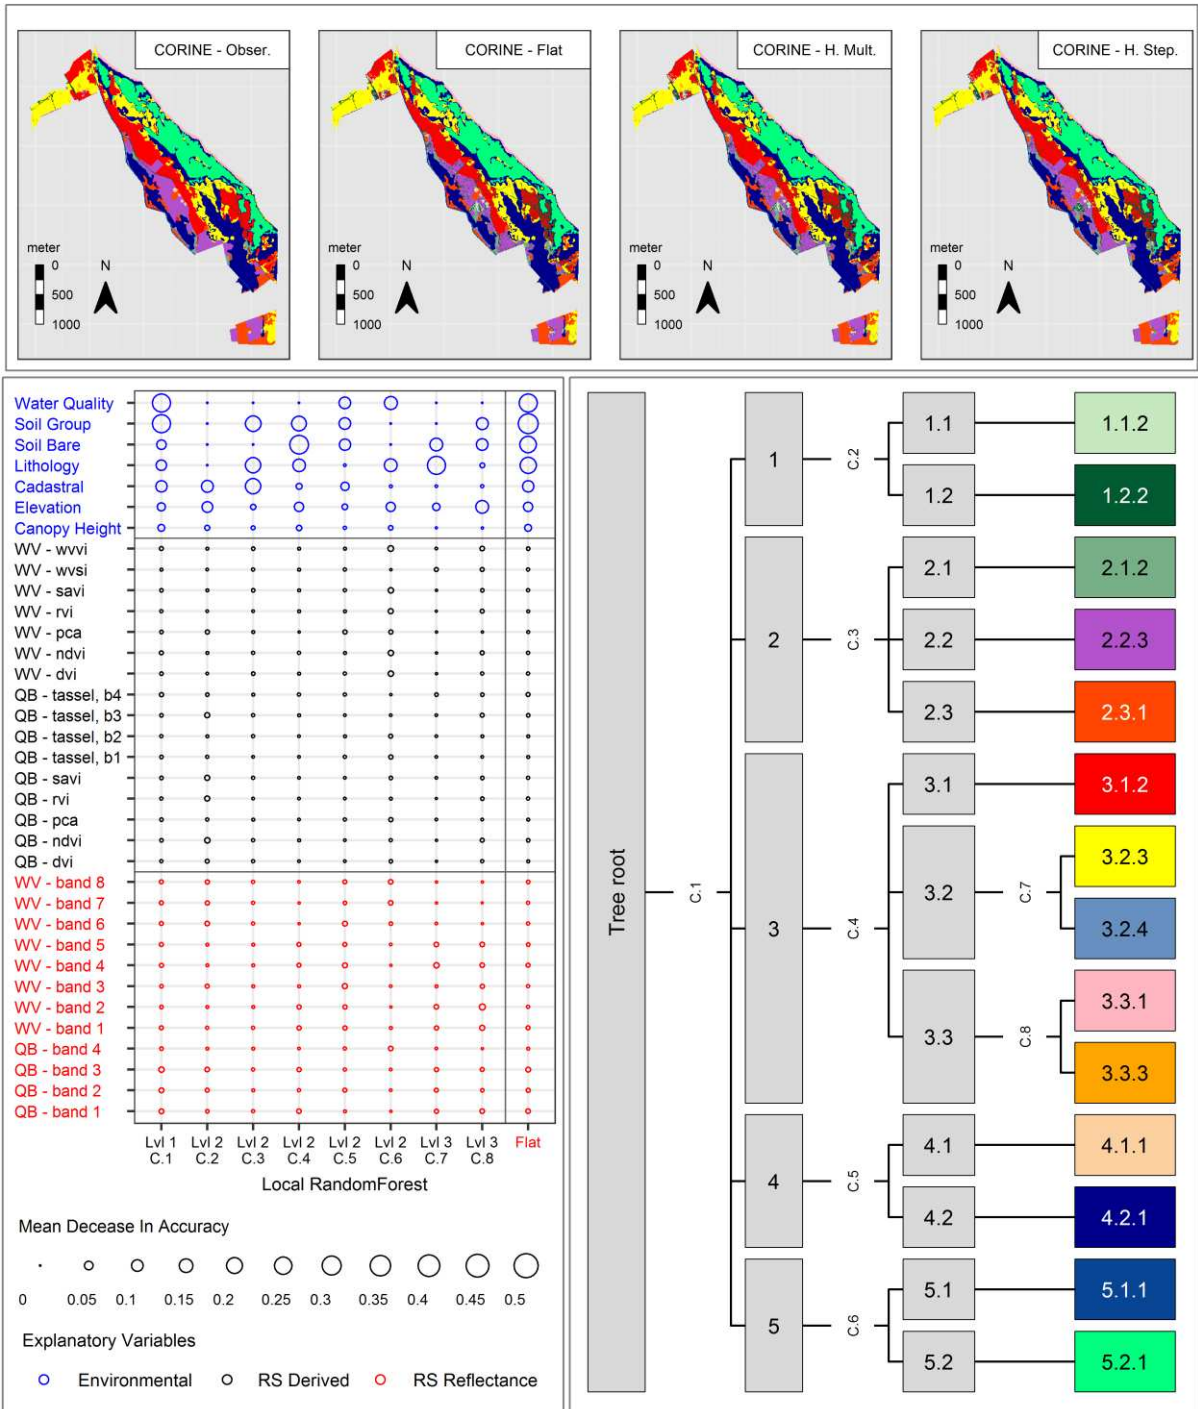 CORINE - Obser.
CORINE - Flat
CORINE - H. Mult.
CORINE - H. Step.
meter
0
500
1000
N
meter
0
500
1000
N
meter
0
500
1000
N
meter
0
500
1000
N
Water Quality
Soil Group
Soil Bare
Lithology
Cadastral
Elevation
Canopy Height
WV - wvvi
WV - wvsi
WV - savi
WV - rvi
WV - pca
WV - ndvi
WV - dvi
QB - tassel, b4
QB - tassel, b3
QB - tassel, b2
QB - tassel, b1
QB - savi
QB - rvi
QB - pca
QB - ndvi
QB - dvi
WV - band 8
WV - band 7
WV - band 6
WV - band 5
WV - band 4
WV - band 3
WV - band 2
WV - band 1
QB - band 4
QB - band 3
QB - band 2
QB - band 1
Lvl 1 Lvl 2 Lvl 2 Lvl 2 Lvl 2 Lvl 2 Lvl 3 Lvl 3 Flat
C.1 C.2 C.3 C.4 C.5 C.6 C.7 C.8
Local RandomForest
Mean Decease In Accuracy
0 0.05 0.1 0.15 0.2 0.25 0.3 0.35 0.4 0.45 0.5
Explanatory Variables
Environmental RS Derived RS Reflectance
Tree root
C.1
1
2
3
4
5
C.2
C.3
C.4
C.5
C.6
1.1
1.2
2.1
2.2
2.3
3.1
3.2
3.3
4.1
4.2
5.1
5.2
C.7
C.8
1.1.2
1.2.2
2.1.2
2.2.3
2.3.1
3.1.2
3.2.3
3.2.4
3.3.1
3.3.3
4.1.1
4.2.1
5.1.1
5.2.1